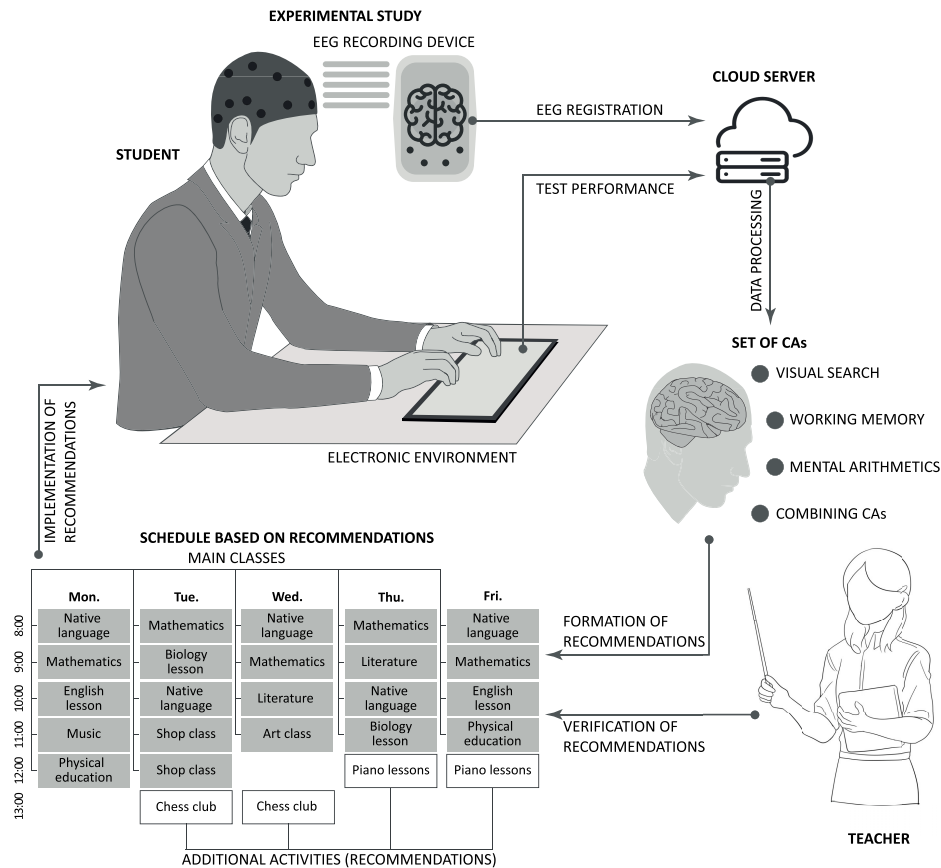 EXPERIMENTAL STUDY
EEG RECORDING DEVICE
CLOUD SERVER
EEG REGISTRATION
STUDENT
TEST PERFORMANCE
DATA PROCESSING
SET OF CAs
VISUAL SEARCH
WORKING MEMORY
MENTAL ARITHMETICS
COMBINING CAs
ELECTRONIC ENVIRONMENT
IMPLEMENTATION OF
RECOMMENDATIONS
SCHEDULE BASED ON RECOMMENDATIONS
MAIN CLASSES
Mon.
Tue.
Wed.
Thu.
Fri.
8:00
Native
language
Mathematics
Native
language
Mathematics
Native
language
9:00
Mathematics
Biology
lesson
Mathematics
Literature
Mathematics
10:00
English
lesson
Native
language
Literature
Native
language
English
lesson
11:00
Music
Shop class
Art class
Biology
lesson
Physical
education
12:00
Physical
education
Shop class
Piano lessons
Piano lessons
13:00
Chess club
Chess club
ADDITIONAL ACTIVITIES (RECOMMENDATIONS)
FORMATION OF
RECOMMENDATIONS
VERIFICATION OF
RECOMMENDATIONS
TEACHER